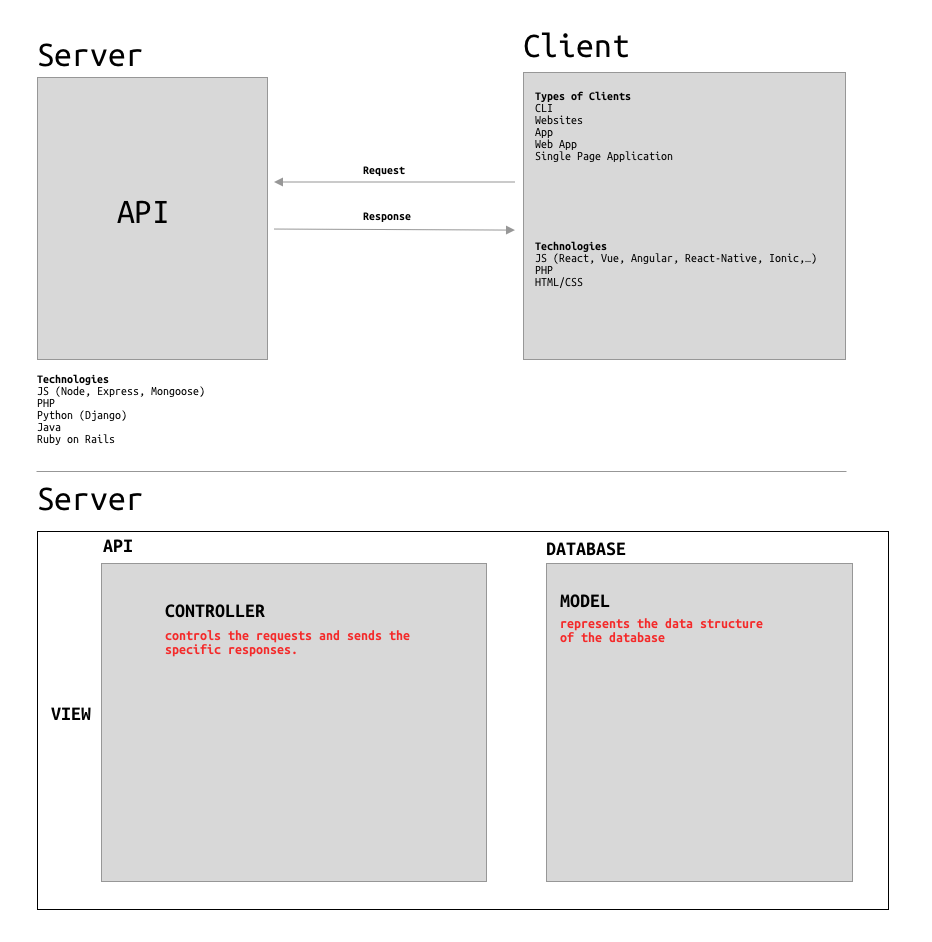 Server
API
Technologies
JS (Node, Express, Mongoose)
PHP
Python (Django)
Java
Ruby on Rails
Request
Response
Client
Types of Clients
CLI
Websites
App
Web App
Single Page Application
Technologies
JS (React, Vue, Angular, React-Native, Ionic,…)
PHP
HTML/CSS
Server
VIEW
API
CONTROLLER
controls the requests and sends the
specific responses.
DATABASE
MODEL
represents the data structure
of the database